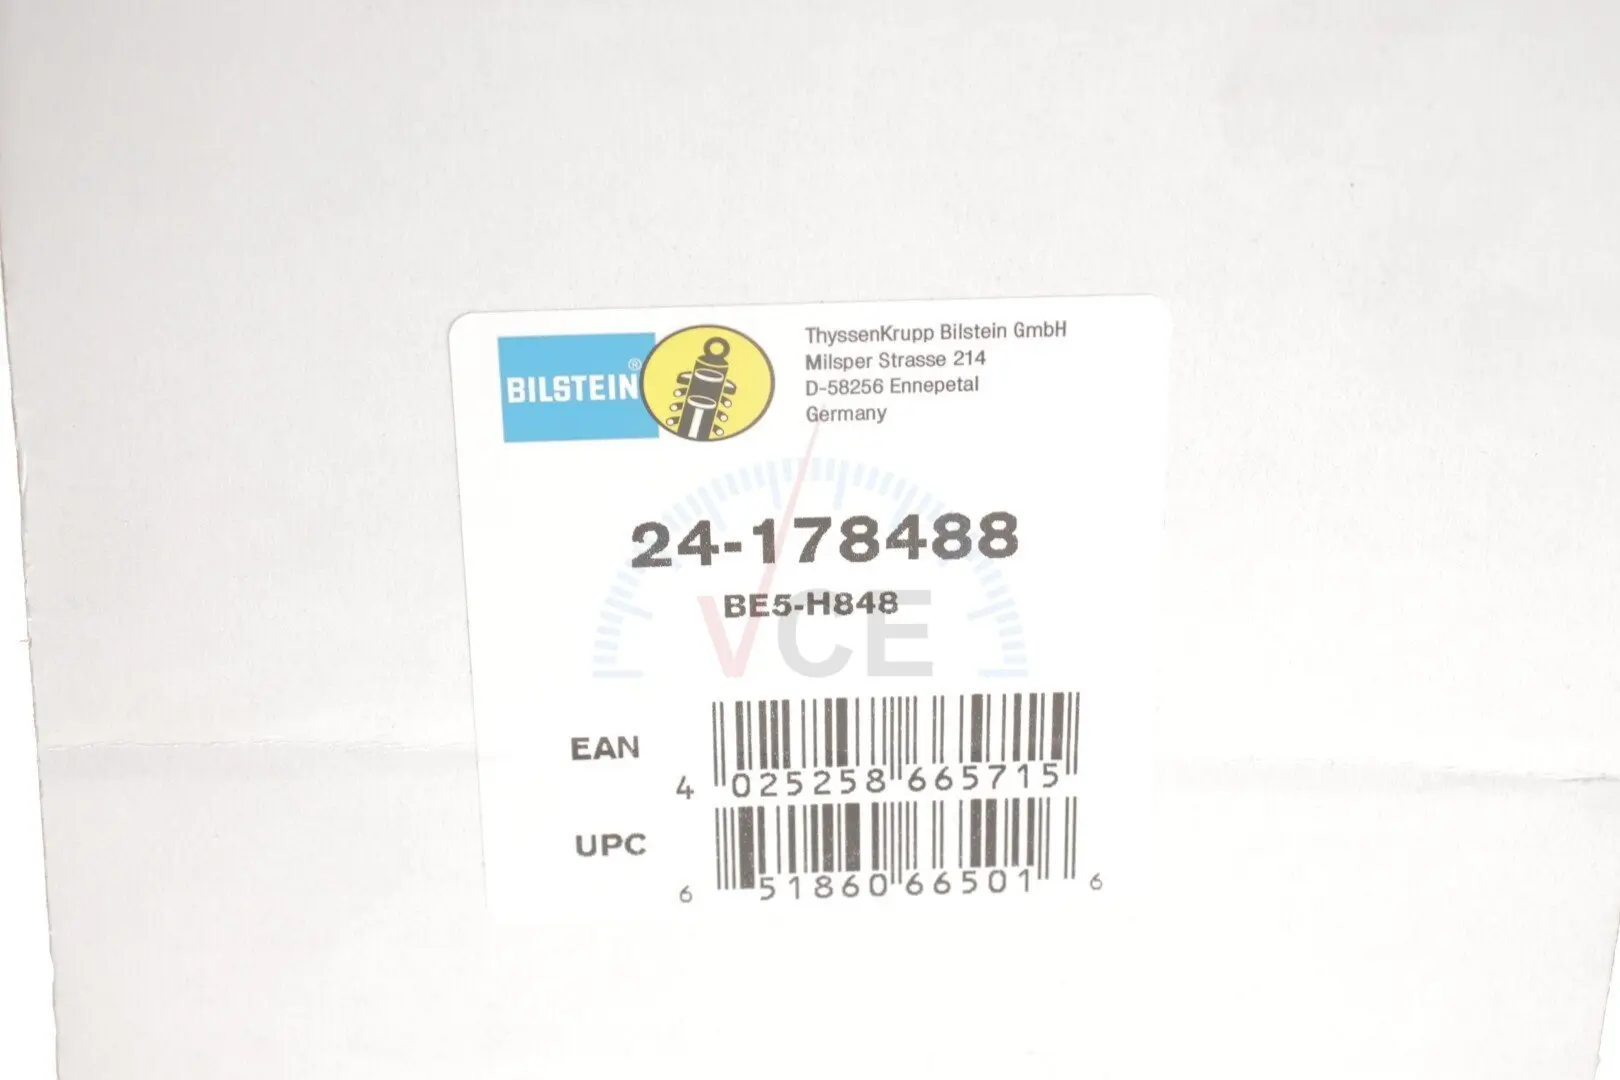 BILSTEIN®
ThyssenKrupp Bilstein GmbH
Milsper Strasse 214
D-58256 Ennepetal
Germany
24-178488
BE5-H848
VCE
EAN
4 025258 665715
UPC
6 51860 66501 6